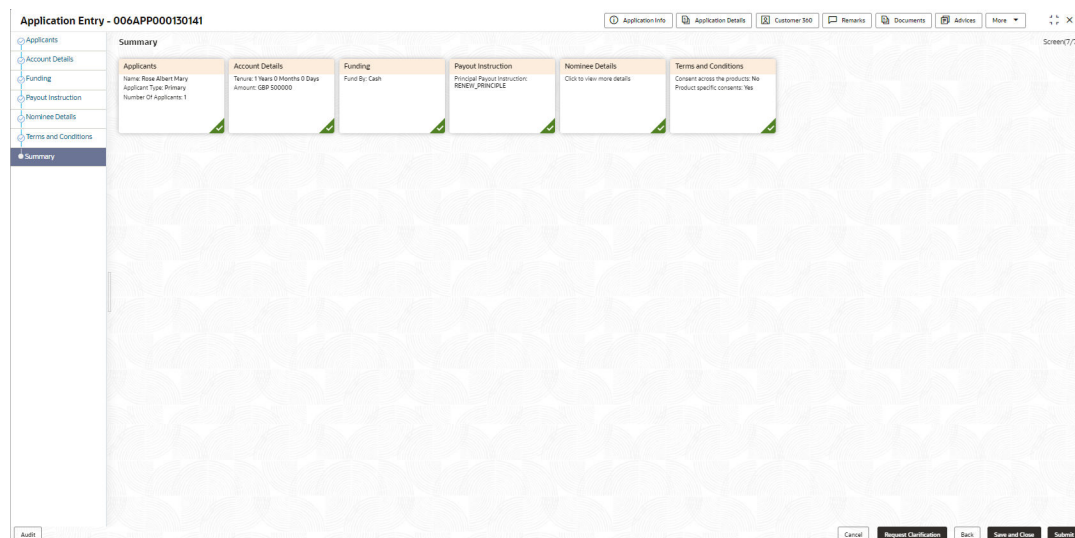 Application Entry - 006APP000130141
Application Info
Application Details
Customer 360
Remarks
Documents
Advices
More
Applicants
Account Details
Funding
Payout Instruction
Nominee Details
Terms and Conditions
Summary
Summary
Screen(7/7
Applicants
Name: Rose Albert Mary
Applicant Type: Primary
Number Of Applicants: 1
Account Details
Tenure: 1 Years 0 Months 0 Days
Amount: GBP 500000
Funding
Fund By: Cash
Payout Instruction
Principal Payout Instruction:
RENEW_PRINCIPLE
Nominee Details
Click to view more details
Terms and Conditions
Consent across the products: No
Product specific consents: Yes
Audit
Cancel
Request Clarification
Back
Save and Close
Submit